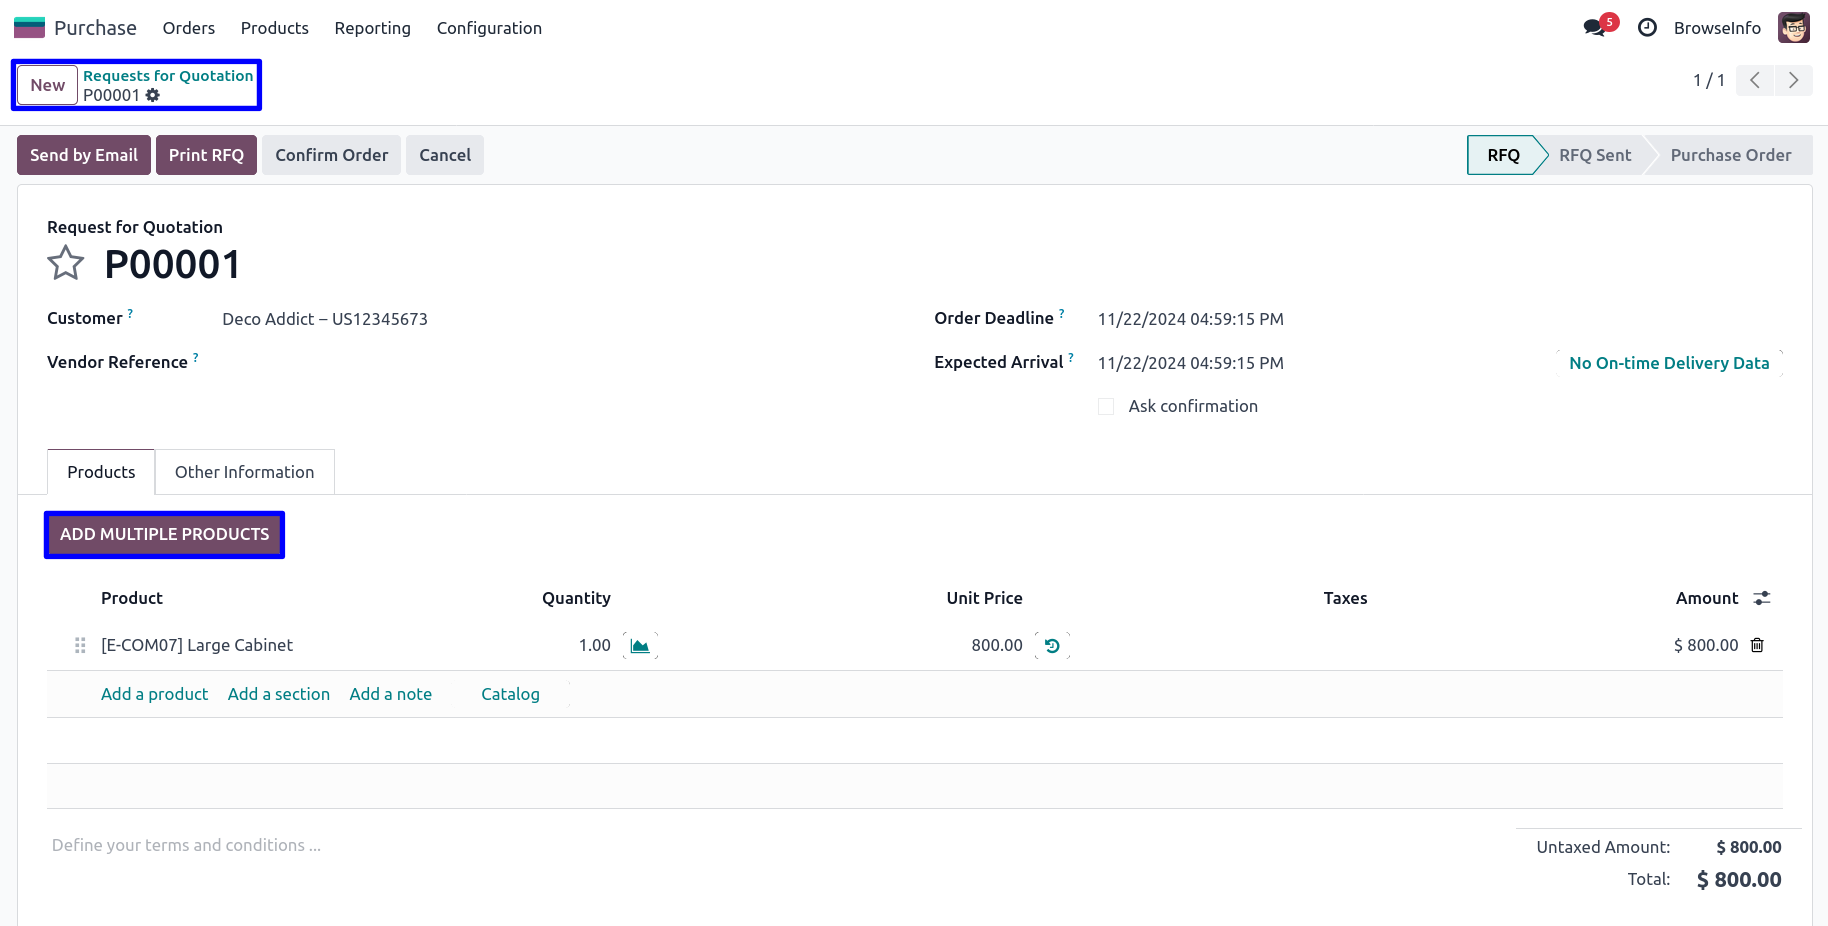 Purchase Orders Products Reporting Configuration 5 BrowseInfo
New Requests for Quotation
P00001
1 / 1
Send by Email Print RFQ Confirm Order Cancel RFQ RFQ Sent Purchase Order
Request for Quotation
P00001
Customer ? Deco Addict – US12345673 Order Deadline ? 11/22/2024 04:59:15 PM
Vendor Reference ? Expected Arrival ? 11/22/2024 04:59:15 PM No On-time Delivery Data
Ask confirmation
Products Other Information
ADD MULTIPLE PRODUCTS
Product Quantity Unit Price Taxes Amount
[E-COM07] Large Cabinet 1.00 800.00 $ 800.00
Add a product Add a section Add a note Catalog
Define your terms and conditions ...
Untaxed Amount: $ 800.00
Total: $ 800.00